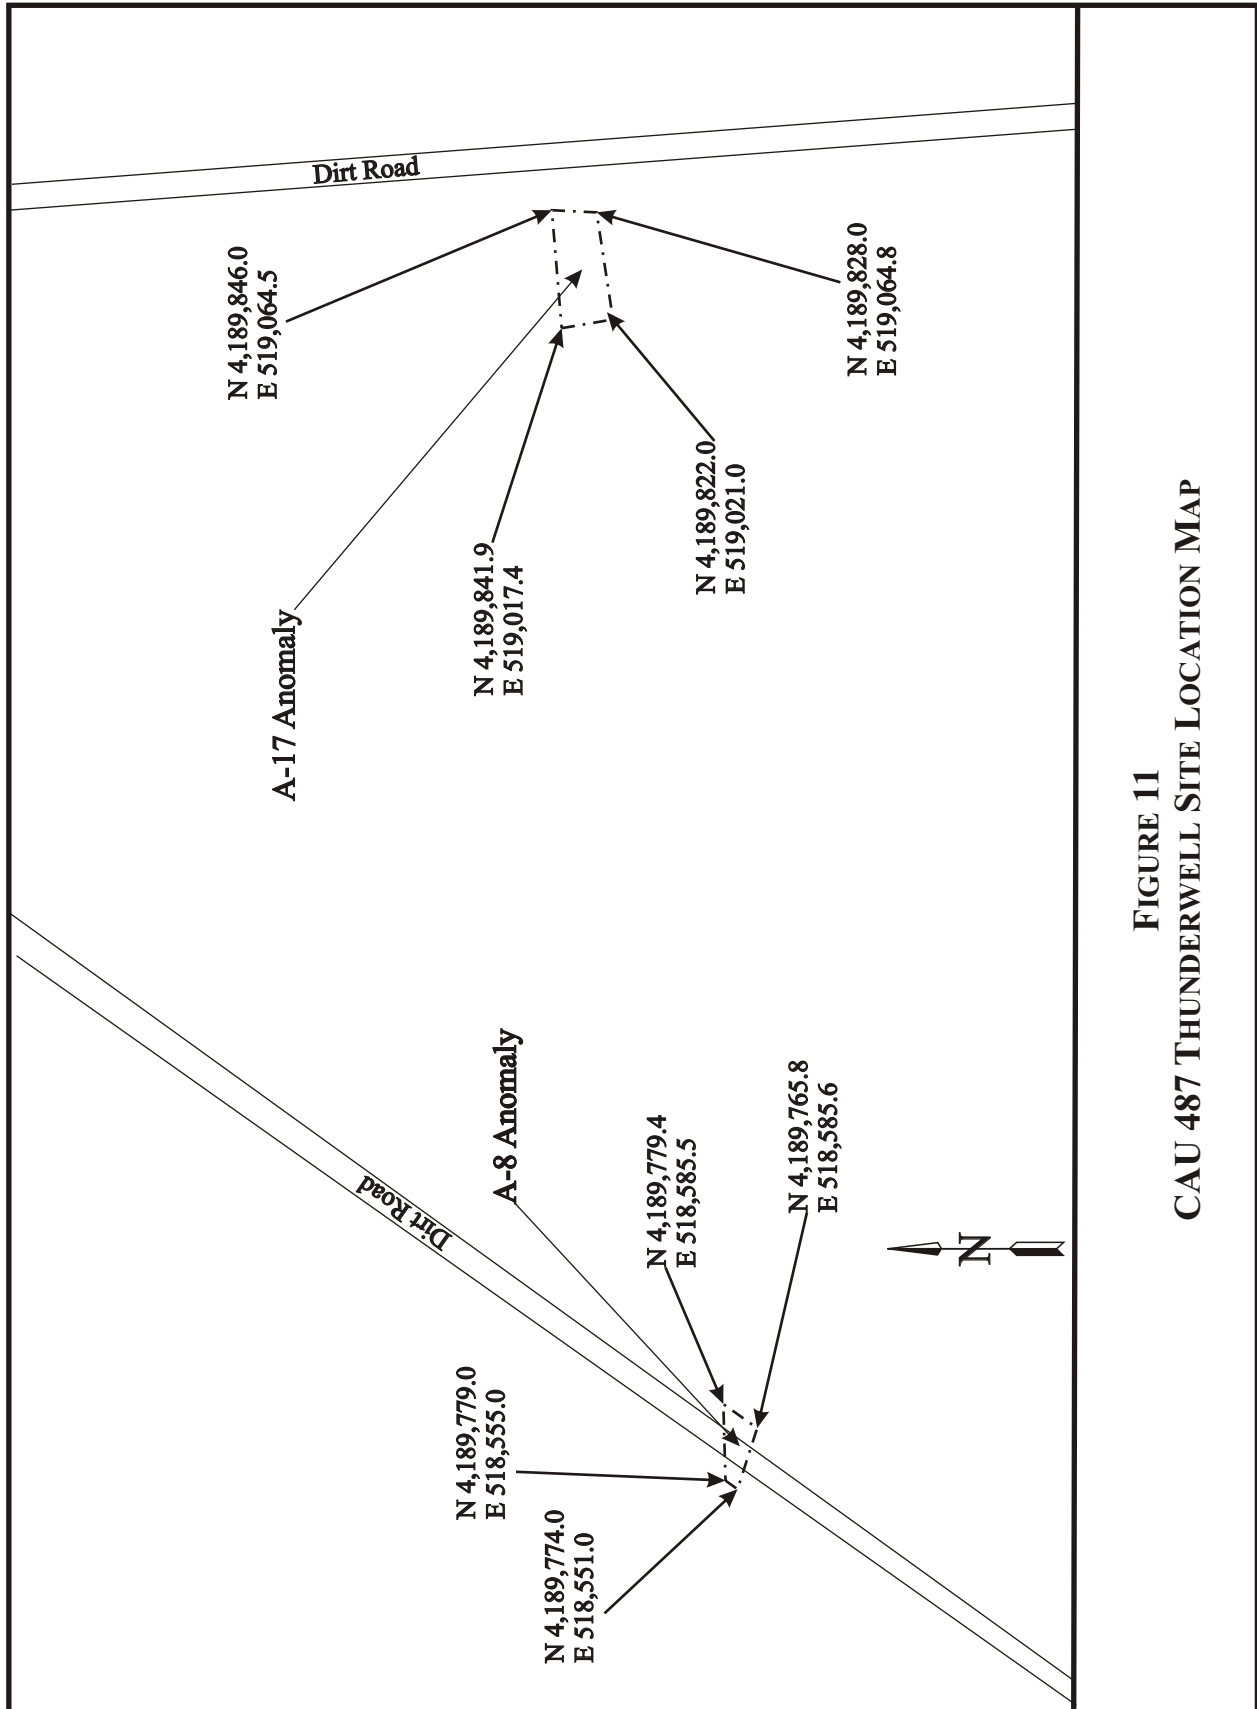 Dirt Road
N 4,189,846.0
E 519,064.5
N 4,189,828.0
E 519,064.8
N 4,189,841.9
E 519,017.4
N 4,189,822.0
E 519,021.0
A-17 Anomaly
Dirt Road
A-8 Anomaly
N 4,189,779.4
E 518,585.5
N 4,189,765.8
E 518,585.6
N 4,189,779.0
E 518,555.0
N 4,189,774.0
E 518,551.0
N
FIGURE 11
CAU 487 THUNDERWELL SITE LOCATION MAP